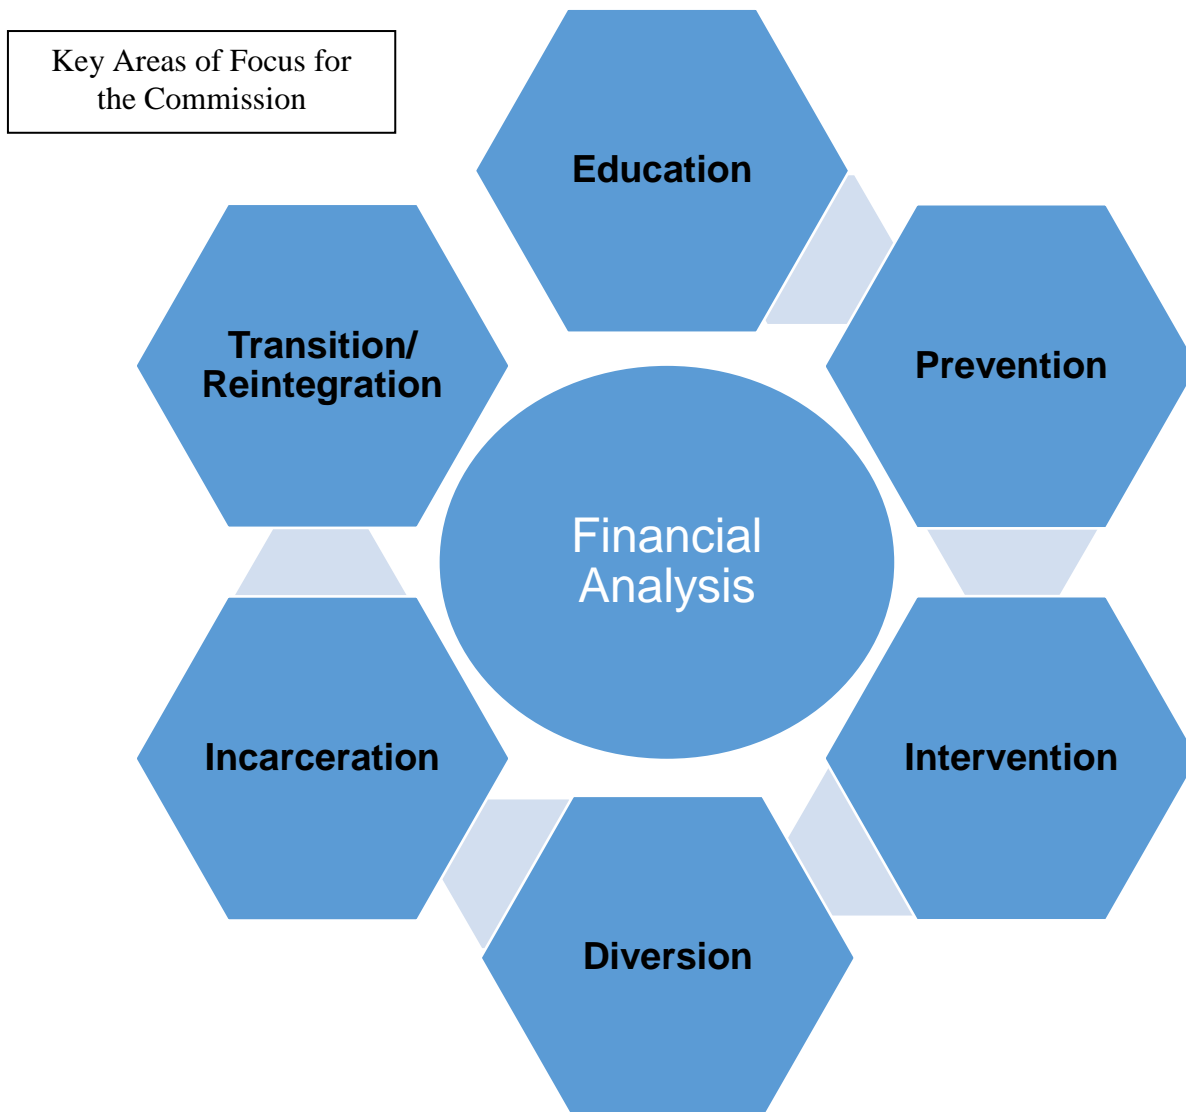 Key Areas of Focus for
the Commission
Education
Prevention
Intervention
Diversion
Incarceration
Transition/
Reintegration
Financial
Analysis